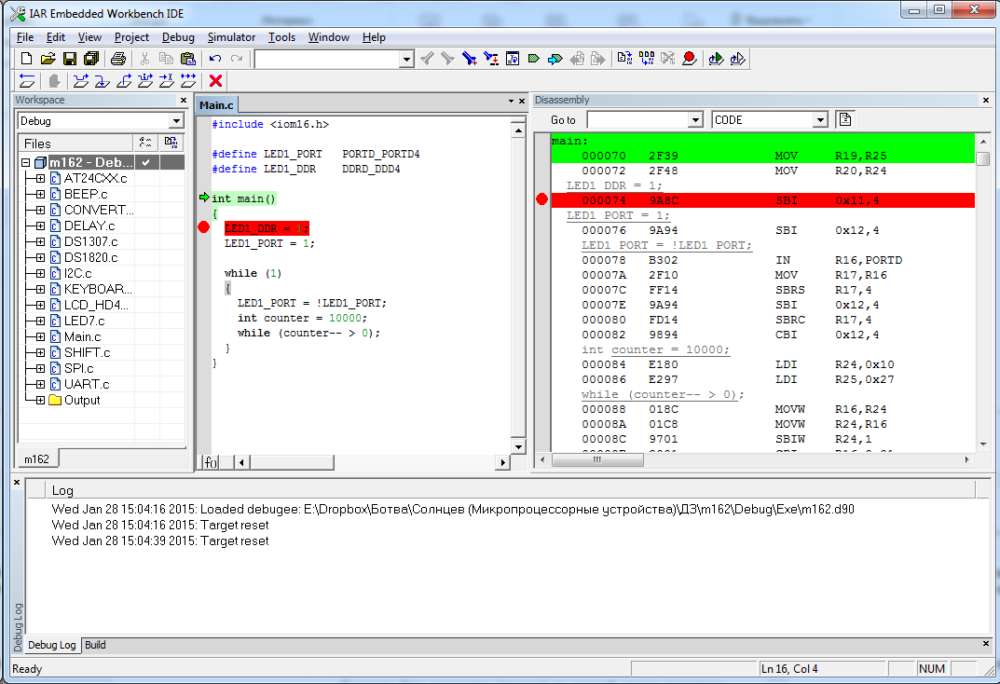 IAR Embedded Workbench IDE
File Edit View Project Debug Simulator Tools Window Help
Workspace
Debug
Files
m162 - Deb...
AT24CXX.c
BEEP.c
CONVERT...
DELAY.c
DS1307.c
DS1820.c
I2C.c
KEYBOAR...
LCD_HD4...
LED7.c
Main.c
SHIFT.c
SPI.c
UART.c
Output
m162
Main.c
#include <iom16.h>
#define LED1_PORT PORTD_PORTD4
#define LED1_DDR DDRD_DDD4
int main()
{
LED1_DDR = 1;
LED1_PORT = 1;
while (1)
{
LED1_PORT = !LED1_PORT;
int counter = 10000;
while (counter-- > 0);
}
}
f()
Disassembly
Go to CODE
main:
000070 2F39 MOV R19,R25
000072 2F48 MOV R20,R24
LED1_DDR = 1;
000074 9A8C SBI 0x11,4
LED1_PORT = 1;
000076 9A94 SBI 0x12,4
LED1_PORT = !LED1_PORT;
000078 B302 IN R16,PORTD
00007A 2F10 MOV R17,R16
00007C FF14 SBRS R17,4
00007E 9A94 SBI 0x12,4
000080 FD14 SBRC R17,4
000082 9894 CBI 0x12,4
int counter = 10000;
000084 E180 LDI R24,0x10
000086 E297 LDI R25,0x27
while (counter-- > 0);
000088 018C MOVW R16,R24
00008A 01C8 MOVW R24,R16
00008C 9701 SBIW R24,1
Log
Wed Jan 28 15:04:16 2015: Loaded debugee: E:\Dropbox\Ботва\Солнцев (Микропроцессорные устройства)\ДЗ\m162\Debug\Exe\m162.d90
Wed Jan 28 15:04:16 2015: Target reset
Wed Jan 28 15:04:39 2015: Target reset
Debug Log
Debug Log Build
Ready Ln 16, Col 4 NUM